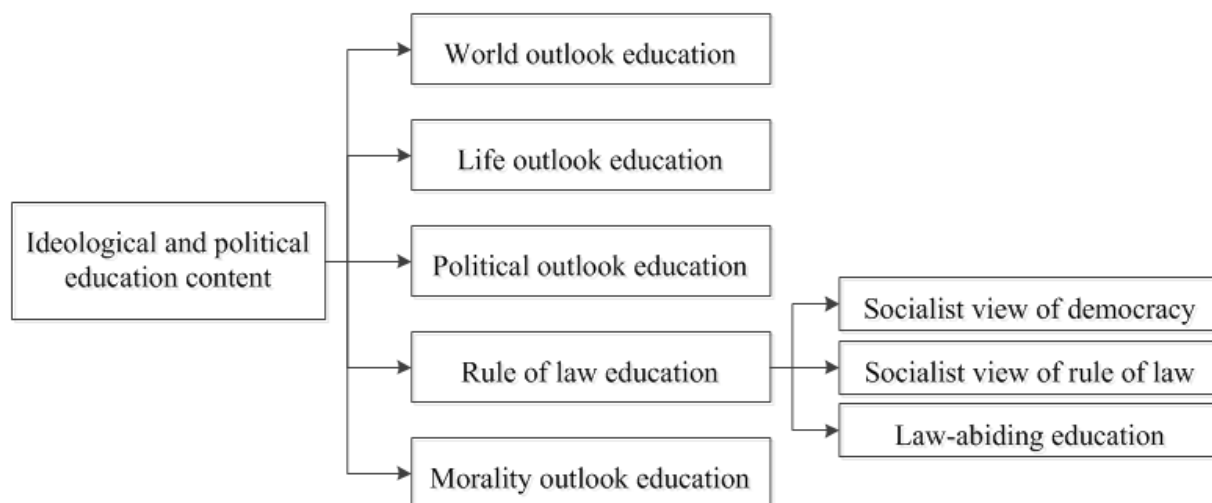 World outlook education
Life outlook education
Ideological and political
education content
Political outlook education
Rule of law education
Morality outlook education
Socialist view of democracy
Socialist view of rule of law
Law-abiding education